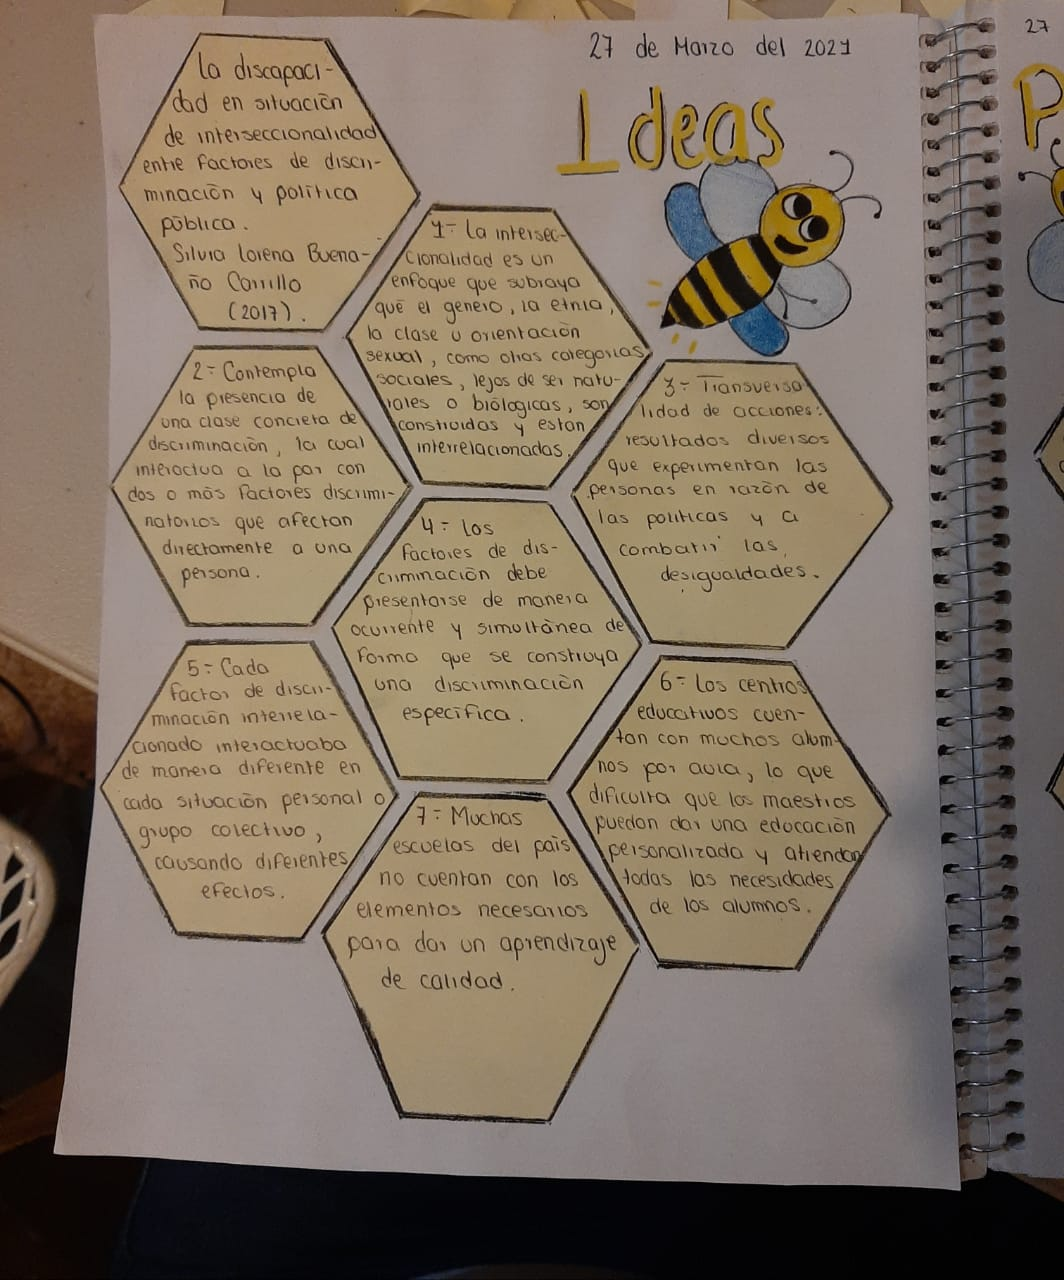 27 de Marzo del 2021
Ideas
La discapaci-
dad en situación
de interseccionalidad
entre factores de discri-
minación y política
pública.
Silvia Lorena Buena-
ño Carrillo
(2017).
1= La intersec-
cionalidad es un
enfoque que subraya
qué el genero, la etnia,
la clase u orientación
sexual, como otras categorias
sociales, lejos de ser natu-
rales o biólogicas, son
construidas y estan
interrelacionadas.
2= Contempla
la presencia de
una clase concreta de
discriminación, la cual
interactua a la par con
dos o más factores discrimi-
natorios que afectan
directamente a una
persona.
3= Transversa
lidad de acciones:
resultados diversos
que experimentan las
personas en razón de
las politicas y a
combatir las
desigualdades.
4= Los
factores de dis-
criminación debe
presentarse de manera
ocurrente y simultánea de
forma que se construya
una discriminación
específica.
5= Cada
factor de discri-
minación interrela-
cionado interactuaba
de manera diferente en
cada situación personal o
grupo colectivo,
causando diferentes
efectos.
6= Los centros
educativos cuen-
tan con muchos alum-
nos por aula, lo que
dificulta que los maestros
puedan dar una educación
personalizada y atiendan
todas las necesidades
de los alumnos.
7= Muchas
escuelas del país
no cuentan con los
elementos necesarios
para dar un aprendizaje
de calidad.
27
P